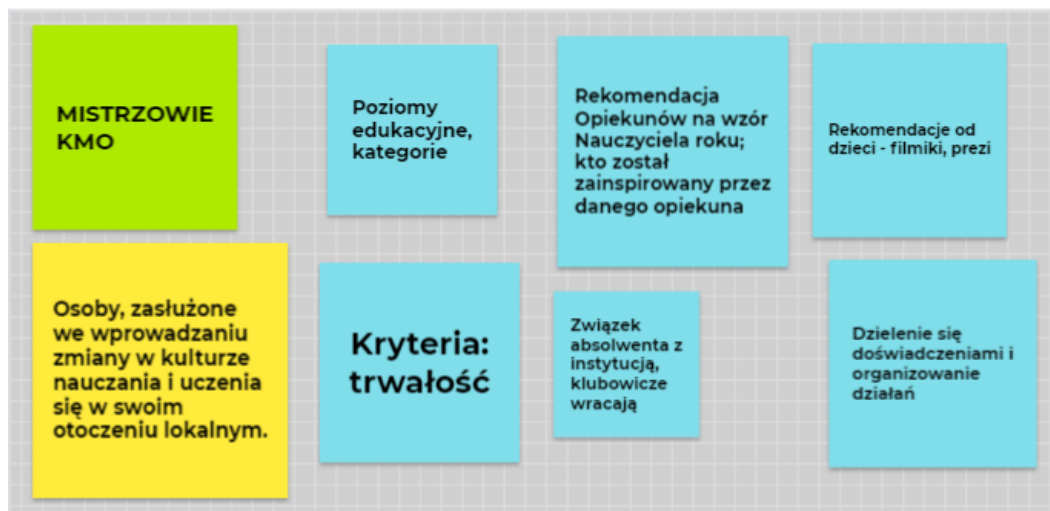 MISTRZOWIE
KMO
Poziomy
edukacyjne,
kategorie
Rekomendacja
Opiekunów na wzór
Nauczyciela roku;
kto został
zainspirowany przez
danego opiekuna
Rekomendacje od
dzieci - filmiki, prezi
Osoby, zasłużone
we wprowadzaniu
zmiany w kulturze
nauczania i uczenia
się w swoim
otoczeniu lokalnym.
Kryteria:
trwałość
Związek
absolwenta z
instytucją,
klubowicze
wracają
Dzielenie się
doświadczeniami i
organizowanie
działań